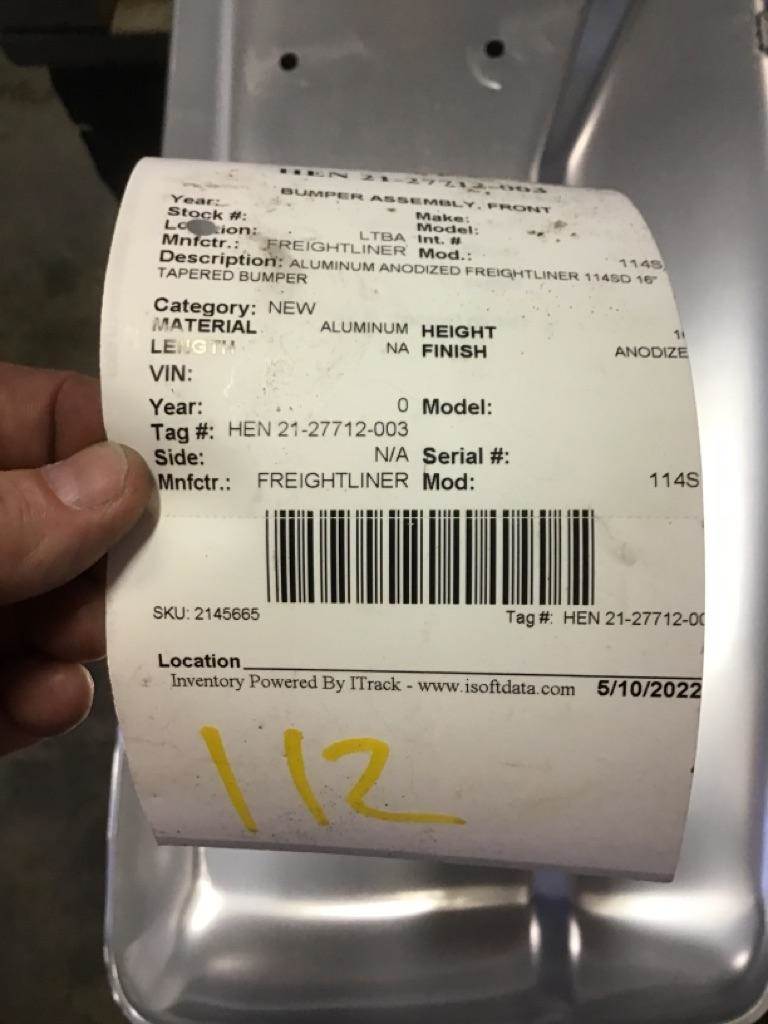 HEN 21-27712-003
BUMPER ASSEMBLY, FRONT
Year: Make:
Stock #: Model:
LTBA Int. #
Mnfctr.: FREIGHTLINER Mod.: 114S
Description: ALUMINUM ANODIZED FREIGHTLINER 114SD 16"
TAPERED BUMPER
Category: NEW
MATERIAL ALUMINUM HEIGHT
LENGTH NA FINISH ANODIZE
VIN:
Year: 0 Model:
Tag #: HEN 21-27712-003
Side: N/A Serial #:
Mnfctr.: FREIGHTLINER Mod: 114S
SKU: 2145665 Tag #: HEN 21-27712-00
Location
Inventory Powered By ITrack - www.isoftdata.com 5/10/2022
112